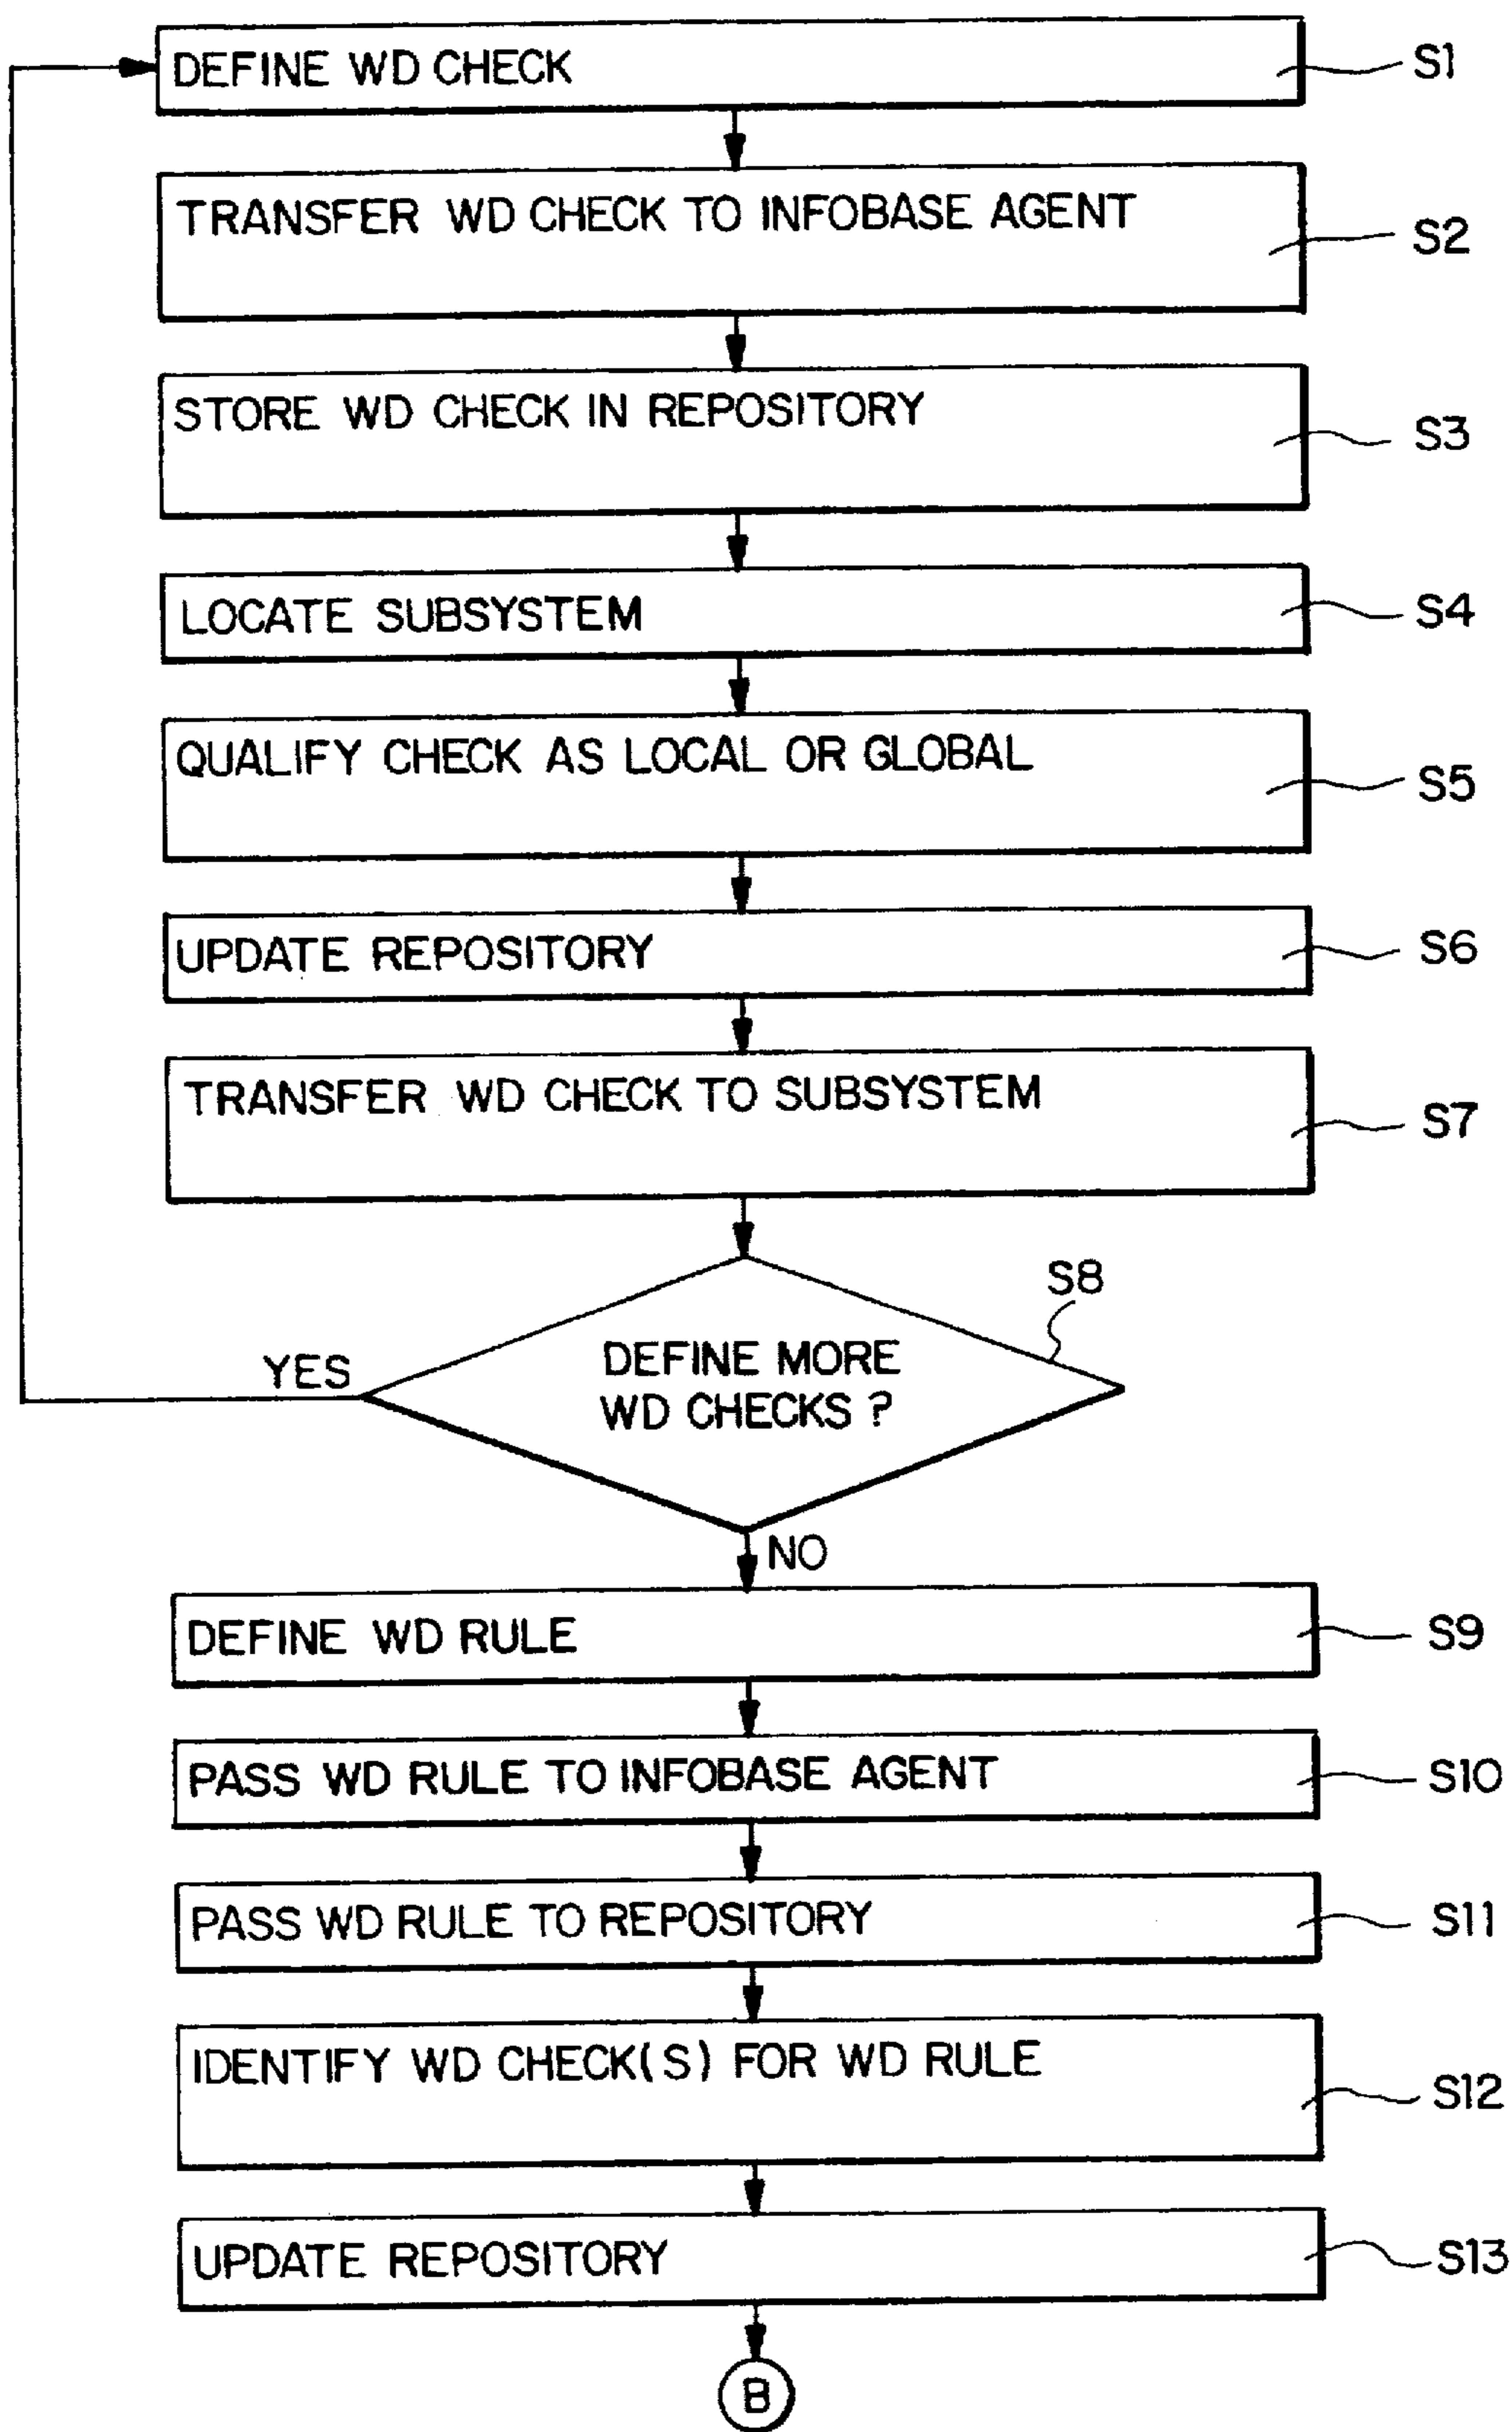 DEFINE WD CHECK
S1
TRANSFER WD CHECK TO INFOBASE AGENT
S2
STORE WD CHECK IN REPOSITORY
S3
LOCATE SUBSYSTEM
S4
QUALIFY CHECK AS LOCAL OR GLOBAL
S5
UPDATE REPOSITORY
S6
TRANSFER WD CHECK TO SUBSYSTEM
S7
S8
YES
DEFINE MORE
WD CHECKS ?
NO
DEFINE WD RULE
S9
PASS WD RULE TO INFOBASE AGENT
S10
PASS WD RULE TO REPOSITORY
S11
IDENTIFY WD CHECK(S) FOR WD RULE
S12
UPDATE REPOSITORY
S13
B